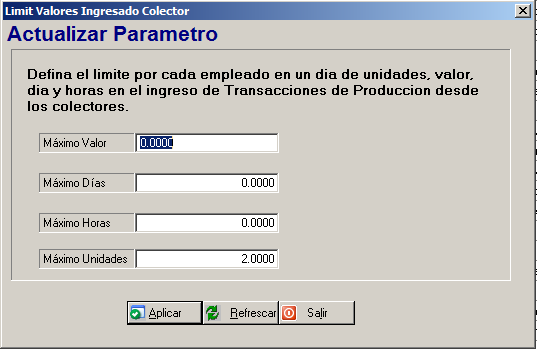 Limit Valores Ingresado Colector
Actualizar Parametro
Defina el limite por cada empleado en un dia de unidades, valor,
dia y horas en el ingreso de Transacciones de Produccion desde
los colectores.
Máximo Valor 0.0000
Máximo Días 0.0000
Máximo Horas 0.0000
Máximo Unidades 2.0000
Aplicar Refrescar Salir